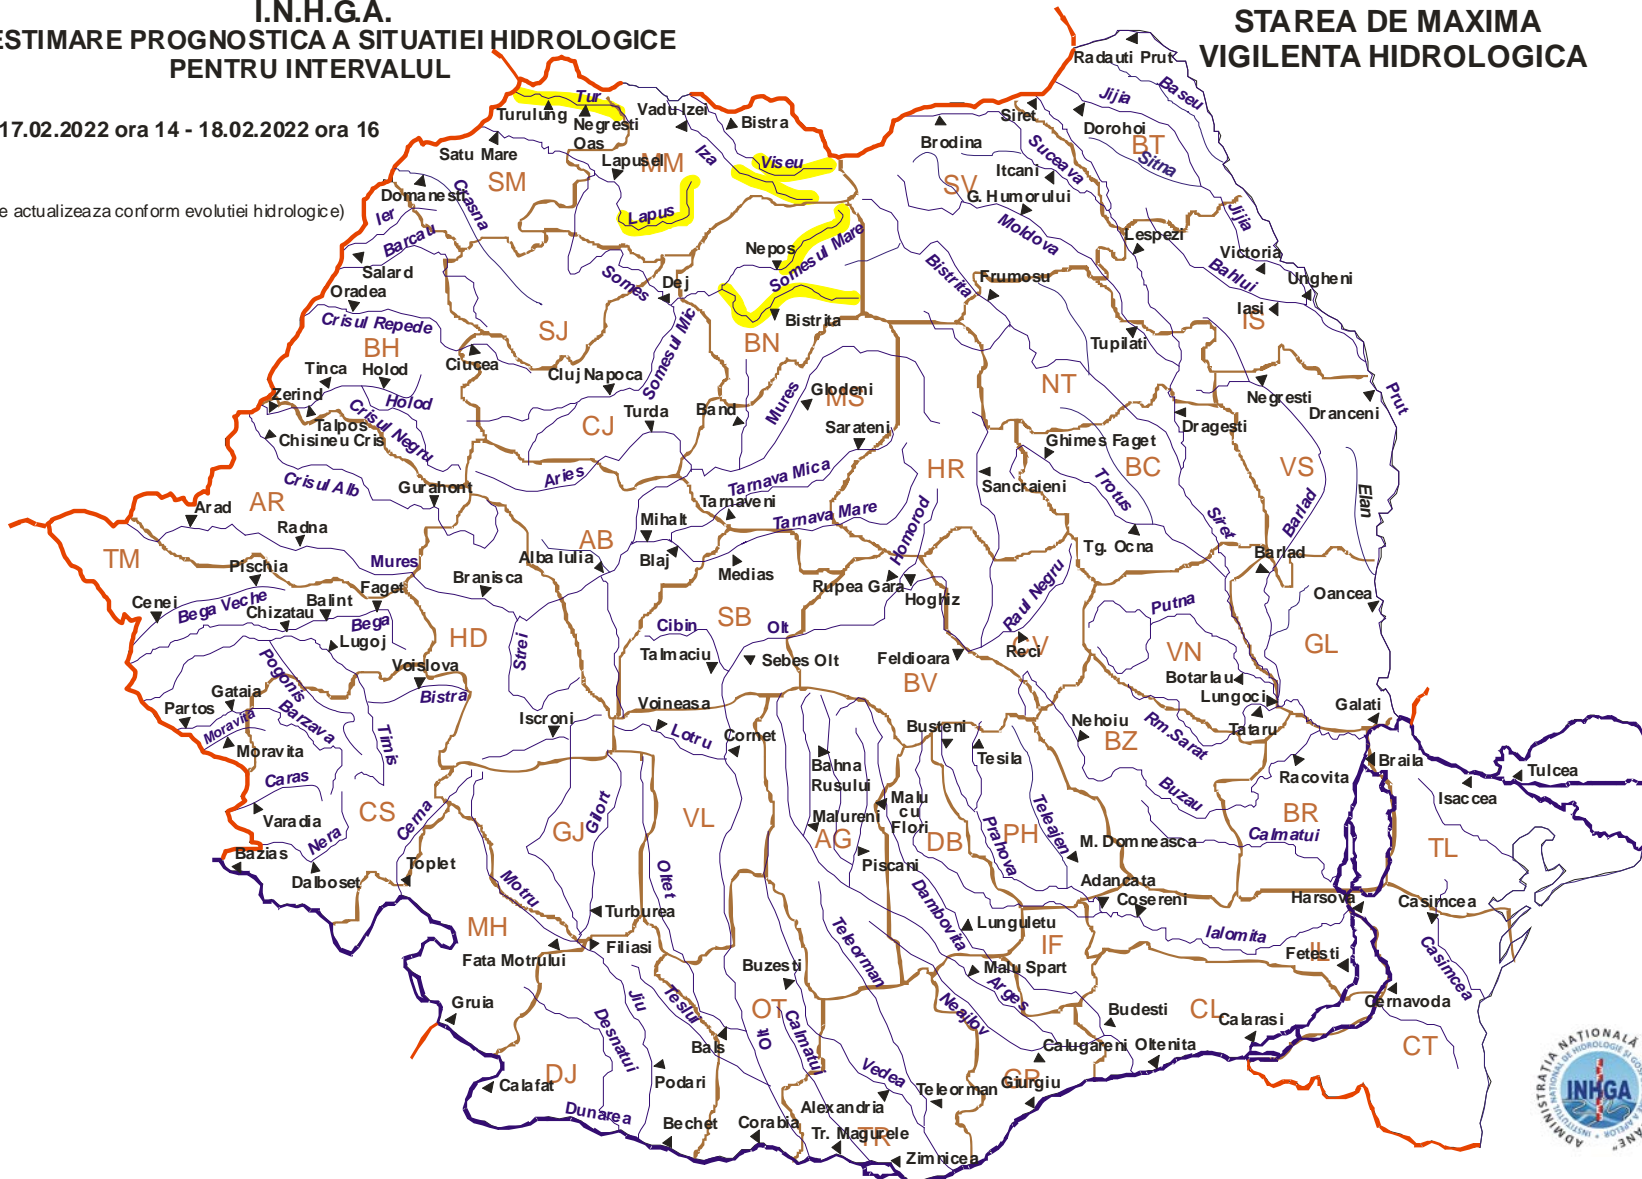 I.N.H.G.A.
ESTIMARE PROGNOSTICA A SITUATIEI HIDROLOGICE
PENTRU INTERVALUL
17.02.2022 ora 14 - 18.02.2022 ora 16
e actualizeaza conform evolutiei hidrologice)
STAREA DE MAXIMA
VIGILENTA HIDROLOGICA
Radauti Prut
Baseu
Jijia
Tur
Turulung
Negresti
Oas
Vadu Izei
Bistra
Siret
Dorohoi
BT
Brodina
Suceava
Sitna
Satu Mare
Lapusel
MM
Iza
Viseu
Itcani
SV
G. Humorului
SM
Domanesti
Crasna
Ier
Lapus
Moldova
Jijia
Lespezi
Barcau
Nepos
Somesul Mare
Victoria
Bahlui
Ungheni
Salard
Somes
Dej
Bistrita
Frumosu
Iasi
IS
Oradea
Crisul Repede
BH
SJ
Somesul Mic
Bistrita
BN
Tupilati
Ciucea
Tinca
Holod
Cluj Napoca
NT
Prut
Zerind
Holod
Glodeni
MS
Mures
Negresti
Dranceni
Talpos
Crisul Negru
Turda
Band
CJ
Sarateni
Dragesti
Chisineu Cris
Ghimes Faget
BC
VS
HR
Crisul Alb
Gurahont
Aries
Tarnava Mica
Sancraieni
Trotus
Barlad
Elan
AR
Arad
Radna
Tarnaveni
Tarnava Mare
Homorod
Siret
Mihalt
AB
TM
Mures
Alba Iulia
Blaj
Medias
Tg. Ocna
Barlad
Pischia
Branisca
Rupea Gara
Hoghiz
Raul Negru
Faget
Cenei
Bega Veche
Chizatau
Balint
Bega
Oancea
Putna
SB
Cibin
Olt
HD
Strei
Lugoj
Talmaciu
Sebes Olt
Feldioara
BV
Reci
CV
VN
GL
Pogonis
Voislova
Bistra
Botarlau
Lungoci
Gataia
Partos
Barzava
Moravita
Moravita
Timis
Iscroni
Voineasa
Lotru
Cornet
Busteni
Tesila
Nehoiu
BZ
Rm.Sarat
Tataru
Galati
Braila
Tulcea
Caras
Bahna
Rusului
Racovita
Isaccea
Varadia
CS
Cerna
Nera
Gilort
GJ
VL
Malureni
AG
Malu
cu
Flori
DB
Prahova
PH
Teleajen
Buzau
BR
Calmatui
TL
Bazias
Dalboset
Toplet
Motru
Oltet
Piscani
M. Domneasca
Adancata
Cosereni
Harsova
Casimcea
Turburea
Dambovita
Lunguletu
MH
Filiasi
Fata Motrului
Teleorman
IF
Ialomita
IL
Fetesti
Casimcea
Buzesti
Malu Spart
Arges
Cernavoda
Gruia
Jiu
Teslui
OT
Olt
Calmatui
Neajlov
Budesti
CL
Calarasi
Desnatui
Bals
Calugareni
Oltenita
CT
DJ
Calafat
Podari
Vedea
Teleorman
Giurgiu
GR
Dunarea
Bechet
Corabia
Alexandria
Tr. Magurele
TR
Zimnicea
INHGA